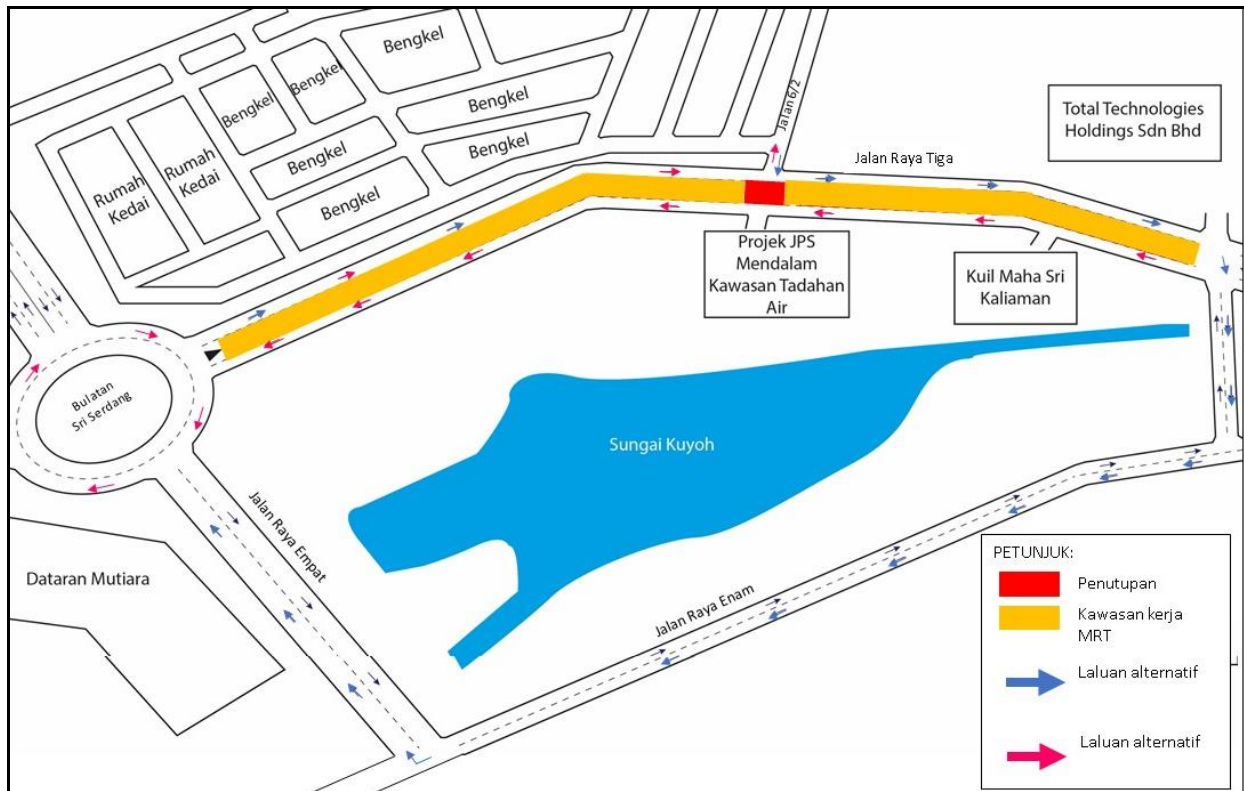 Bengkel
Bengkel
Bengkel
Bengkel
Rumah
Kedai
Rumah
Kedai
Bengkel
Bengkel
Bengkel
Jalan 6/2
Jalan Raya Tiga
Total Technologies
Holdings Sdn Bhd
Projek JPS
Mendalam
Kawasan Tadahan
Air
Kuil Maha Sri
Kaliaman
Bulatan
Sri Serdang
Sungai Kuyoh
Jalan Raya Empat
Dataran Mutiara
Jalan Raya Enam
PETUNJUK:
Penutupan
Kawasan kerja
MRT
Laluan alternatif
Laluan alternatif